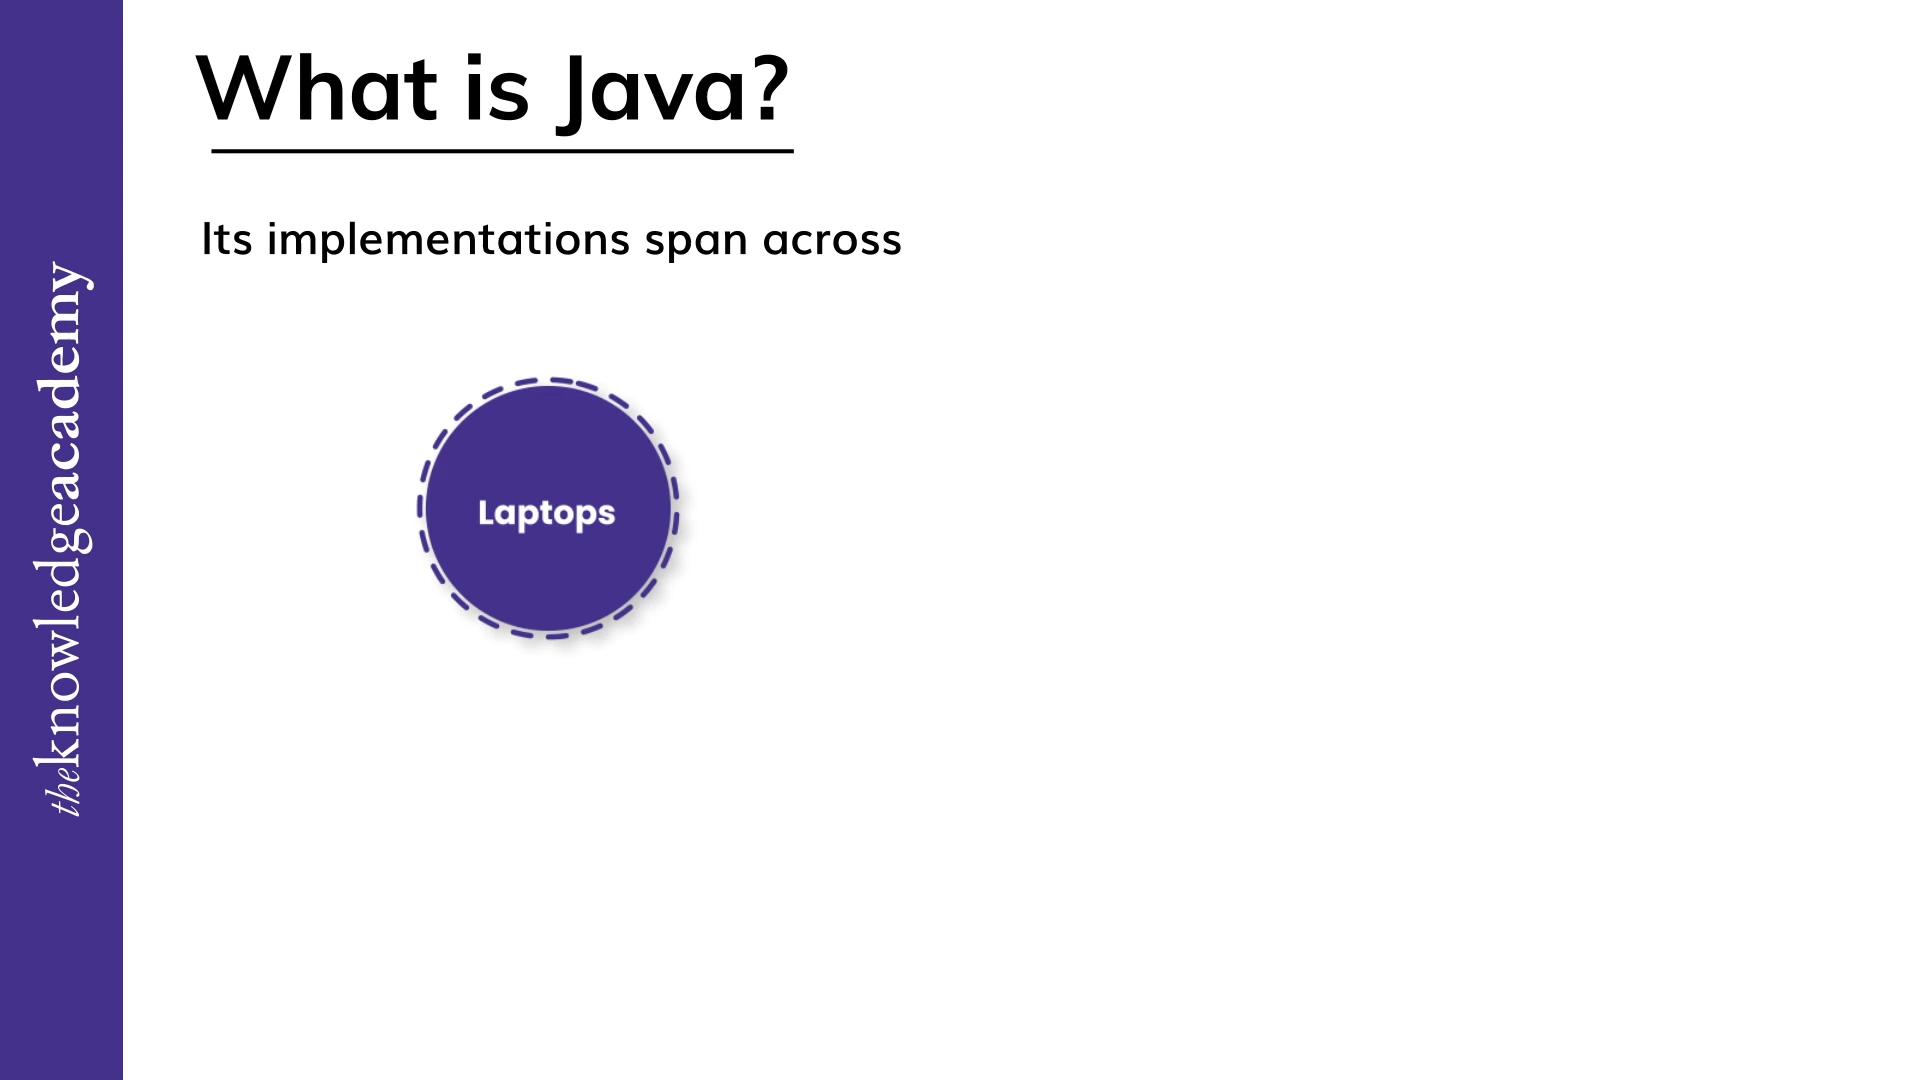 What is Java?
Its implementations span across
Laptops
theknowledgeacademy